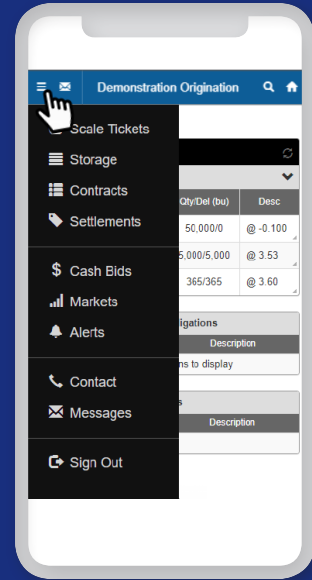 Demonstration Origination
Scale Tickets
Storage
Contracts
Settlements
$ Cash Bids
Markets
Alerts
Contact
Messages
Sign Out
Qty/Del (bu) Desc
50,000/0 @ -0.100
5,000/5,000 @ 3.53
365/365 @ 3.60
Description
to display
Description